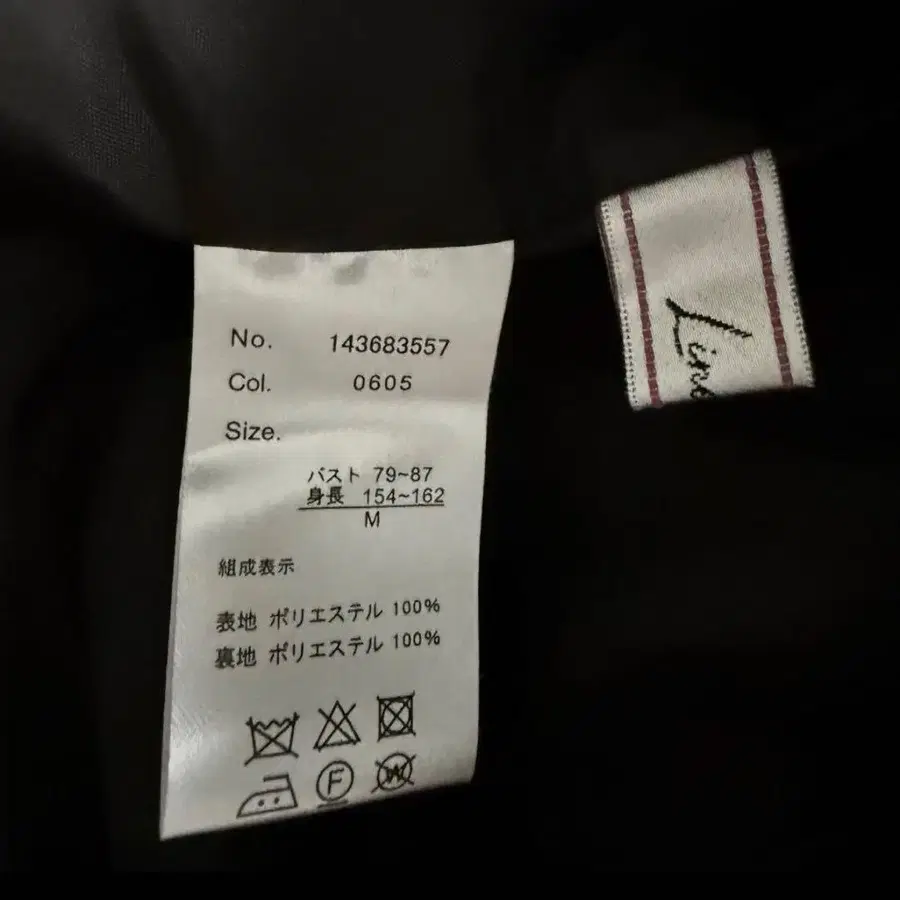 No. 143683557
Col. 0605
Size.
バスト 79~87
身長 154~162
M
組成表示
表地 ポリエステル 100%
裏地 ポリエステル 100%
F
W